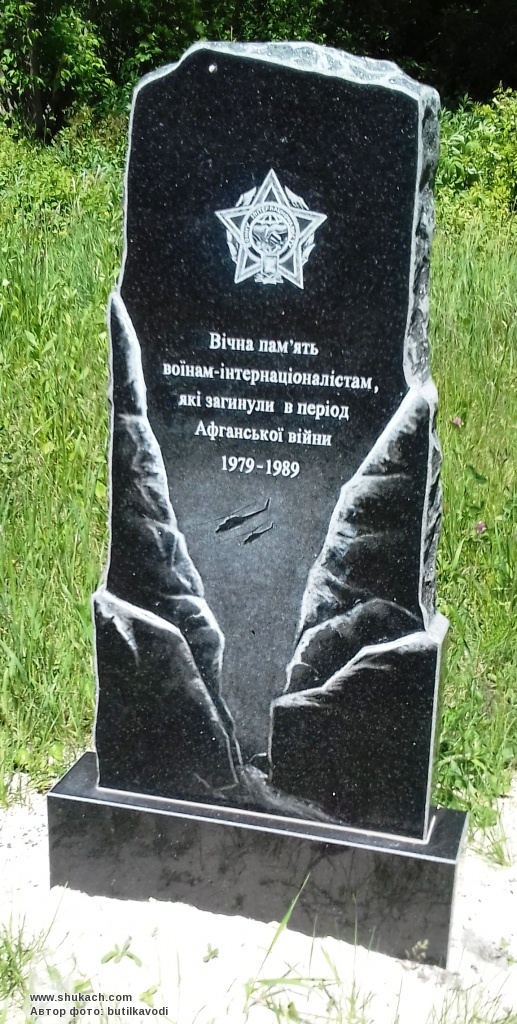 Вічна пам'ять
воїнам-інтернаціоналістам,
які загинули в період
Афганської війни
1979-1989
www.shukach.com
Автор фото: butilkavodi